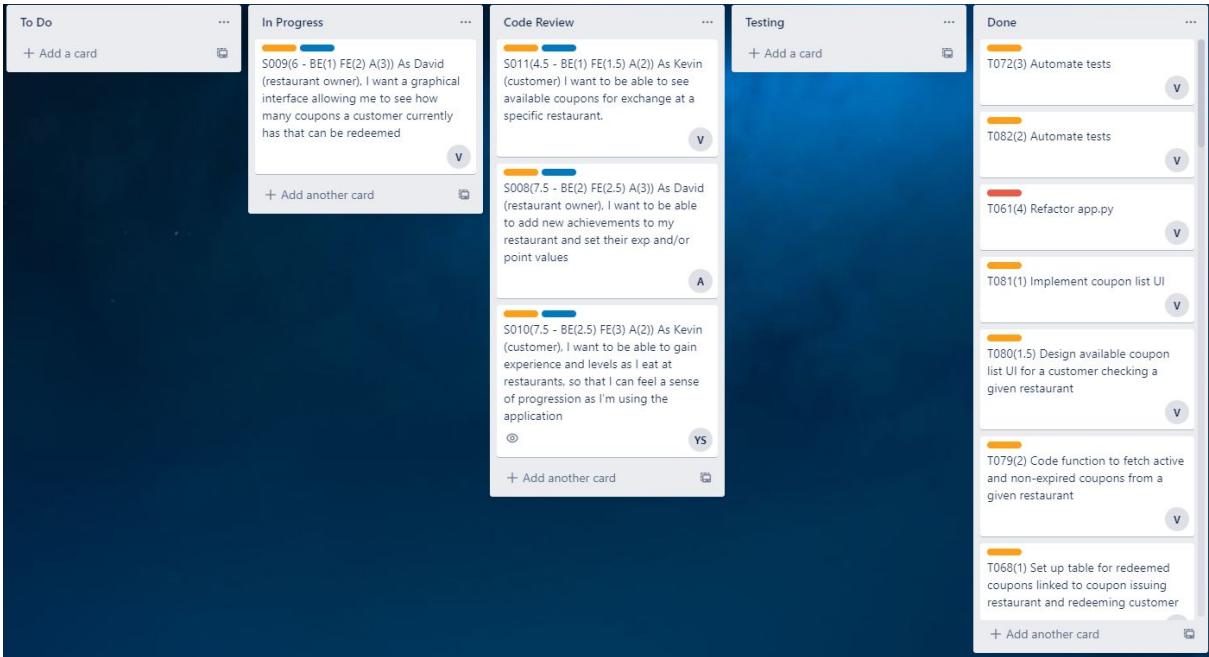 To Do
...
+ Add a card
In Progress
...
S009(6 - BE(1) FE(2) A(3)) As David
(restaurant owner), I want a graphical
interface allowing me to see how
many coupons a customer currently
has that can be redeemed
V
+ Add another card
Code Review
...
S011(4.5 - BE(1) FE(1.5) A(2)) As Kevin
(customer) I want to be able to see
available coupons for exchange at a
specific restaurant.
V
S008(7.5 - BE(2) FE(2.5) A(3)) As David
(restaurant owner), I want to be able
to add new achievements to my
restaurant and set their exp and/or
point values
A
S010(7.5 - BE(2.5) FE(3) A(2)) As Kevin
(customer), I want to be able to gain
experience and levels as I eat at
restaurants, so that I can feel a sense
of progression as I'm using the
application
YS
+ Add another card
Testing
...
+ Add a card
Done
...
T072(3) Automate tests
V
T082(2) Automate tests
V
T061(4) Refactor app.py
V
T081(1) Implement coupon list UI
V
T080(1.5) Design available coupon
list UI for a customer checking a
given restaurant
V
T079(2) Code function to fetch active
and non-expired coupons from a
given restaurant
V
T068(1) Set up table for redeemed
coupons linked to coupon issuing
restaurant and redeeming customer
+ Add another card